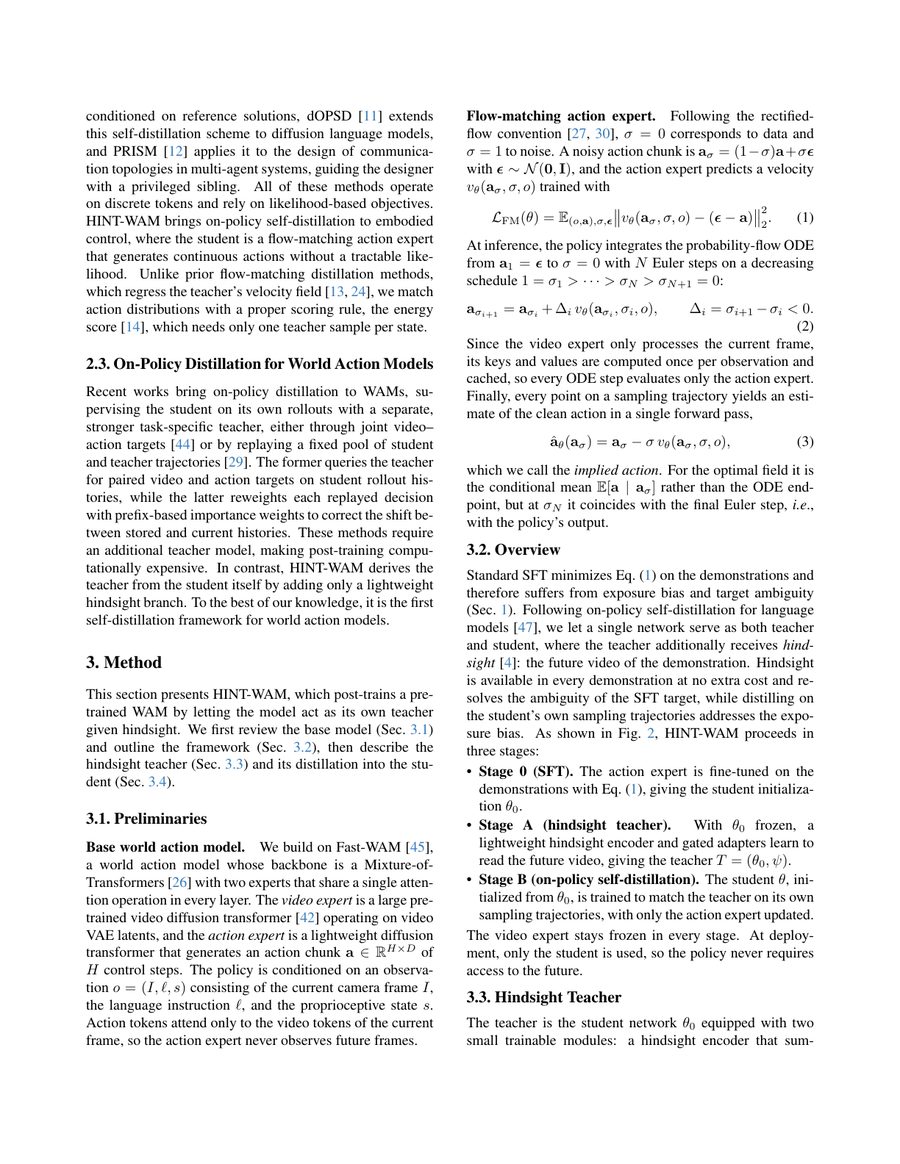 conditioned on reference solutions, dOPSD [11] extends
this self-distillation scheme to diffusion language models,
and PRISM [12] applies it to the design of communica-
tion topologies in multi-agent systems, guiding the designer
with a privileged sibling. All of these methods operate
on discrete tokens and rely on likelihood-based objectives.
HINT-WAM brings on-policy self-distillation to embodied
control, where the student is a flow-matching action expert
that generates continuous actions without a tractable like-
lihood. Unlike prior flow-matching distillation methods,
which regress the teacher's velocity field [13, 24], we match
action distributions with a proper scoring rule, the energy
score [14], which needs only one teacher sample per state.
2.3. On-Policy Distillation for World Action Models
Recent works bring on-policy distillation to WAMs, su-
pervising the student on its own rollouts with a separate,
stronger task-specific teacher, either through joint video–
action targets [44] or by replaying a fixed pool of student
and teacher trajectories [29]. The former queries the teacher
for paired video and action targets on student rollout his-
tories, while the latter reweights each replayed decision
with prefix-based importance weights to correct the shift be-
tween stored and current histories. These methods require
an additional teacher model, making post-training compu-
tationally expensive. In contrast, HINT-WAM derives the
teacher from the student itself by adding only a lightweight
hindsight branch. To the best of our knowledge, it is the first
self-distillation framework for world action models.
3. Method
This section presents HINT-WAM, which post-trains a pre-
trained WAM by letting the model act as its own teacher
given hindsight. We first review the base model (Sec. 3.1)
and outline the framework (Sec. 3.2), then describe the
hindsight teacher (Sec. 3.3) and its distillation into the stu-
dent (Sec. 3.4).
3.1. Preliminaries
Base world action model. We build on Fast-WAM [45],
a world action model whose backbone is a Mixture-of-
Transformers [26] with two experts that share a single atten-
tion operation in every layer. The video expert is a large pre-
trained video diffusion transformer [42] operating on video
VAE latents, and the action expert is a lightweight diffusion
transformer that generates an action chunk a ∈ ℝ^{H×D} of
H control steps. The policy is conditioned on an observa-
tion o = (I, ℓ, s) consisting of the current camera frame I,
the language instruction ℓ, and the proprioceptive state s.
Action tokens attend only to the video tokens of the current
frame, so the action expert never observes future frames.
Flow-matching action expert. Following the rectified-
flow convention [27, 30], σ = 0 corresponds to data and
σ = 1 to noise. A noisy action chunk is a_σ = (1−σ)a+σϵ
with ϵ ∼ N(0, I), and the action expert predicts a velocity
v_θ(a_σ, σ, o) trained with
L_FM(θ) = 𝔼_{(o,a),σ,ϵ}‖v_θ(a_σ, σ, o) − (ϵ − a)‖²₂. (1)
At inference, the policy integrates the probability-flow ODE
from a₁ = ϵ to σ = 0 with N Euler steps on a decreasing
schedule 1 = σ₁ > ··· > σ_N > σ_{N+1} = 0:
a_{σ_{i+1}} = a_{σ_i} + Δ_i v_θ(a_{σ_i}, σ_i, o), Δ_i = σ_{i+1} − σ_i < 0.
(2)
Since the video expert only processes the current frame,
its keys and values are computed once per observation and
cached, so every ODE step evaluates only the action expert.
Finally, every point on a sampling trajectory yields an esti-
mate of the clean action in a single forward pass,
â_θ(a_σ) = a_σ − σ v_θ(a_σ, σ, o), (3)
which we call the implied action. For the optimal field it is
the conditional mean 𝔼[a | a_σ] rather than the ODE end-
point, but at σ_N it coincides with the final Euler step, i.e.,
with the policy's output.
3.2. Overview
Standard SFT minimizes Eq. (1) on the demonstrations and
therefore suffers from exposure bias and target ambiguity
(Sec. 1). Following on-policy self-distillation for language
models [47], we let a single network serve as both teacher
and student, where the teacher additionally receives hind-
sight [4]: the future video of the demonstration. Hindsight
is available in every demonstration at no extra cost and re-
solves the ambiguity of the SFT target, while distilling on
the student's own sampling trajectories addresses the expo-
sure bias. As shown in Fig. 2, HINT-WAM proceeds in
three stages:
• Stage 0 (SFT). The action expert is fine-tuned on the
demonstrations with Eq. (1), giving the student initializa-
tion θ₀.
• Stage A (hindsight teacher). With θ₀ frozen, a
lightweight hindsight encoder and gated adapters learn to
read the future video, giving the teacher T = (θ₀, ψ).
• Stage B (on-policy self-distillation). The student θ, ini-
tialized from θ₀, is trained to match the teacher on its own
sampling trajectories, with only the action expert updated.
The video expert stays frozen in every stage. At deploy-
ment, only the student is used, so the policy never requires
access to the future.
3.3. Hindsight Teacher
The teacher is the student network θ₀ equipped with two
small trainable modules: a hindsight encoder that sum-